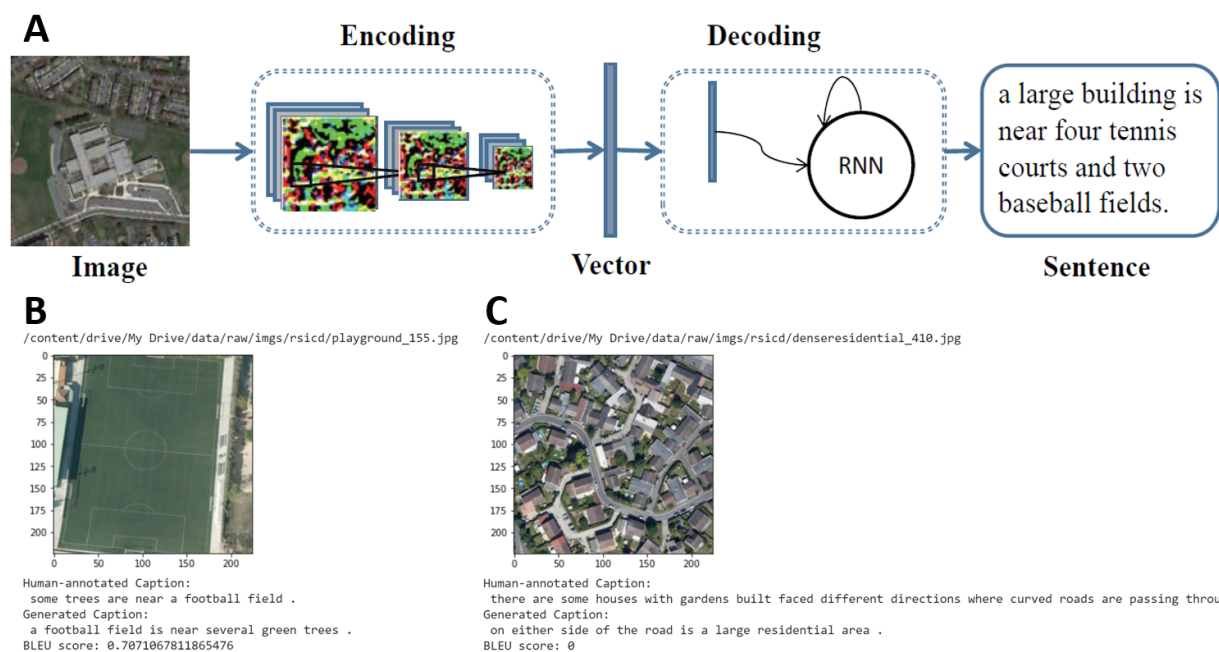 A
Encoding
Decoding
RNN
a large building is
near four tennis
courts and two
baseball fields.
Image
Vector
Sentence
B
/content/drive/My Drive/data/raw/imgs/rsicd/playground_155.jpg
0
25
50
75
100
125
150
175
200
0 50 100 150 200
Human-annotated Caption:
some trees are near a football field .
Generated Caption:
a football field is near several green trees .
BLEU score: 0.7071067811865476
C
/content/drive/My Drive/data/raw/imgs/rsicd/denseresidential_410.jpg
0
25
50
75
100
125
150
175
200
0 50 100 150 200
Human-annotated Caption:
there are some houses with gardens built faced different directions where curved roads are passing throu
Generated Caption:
on either side of the road is a large residential area .
BLEU score: 0